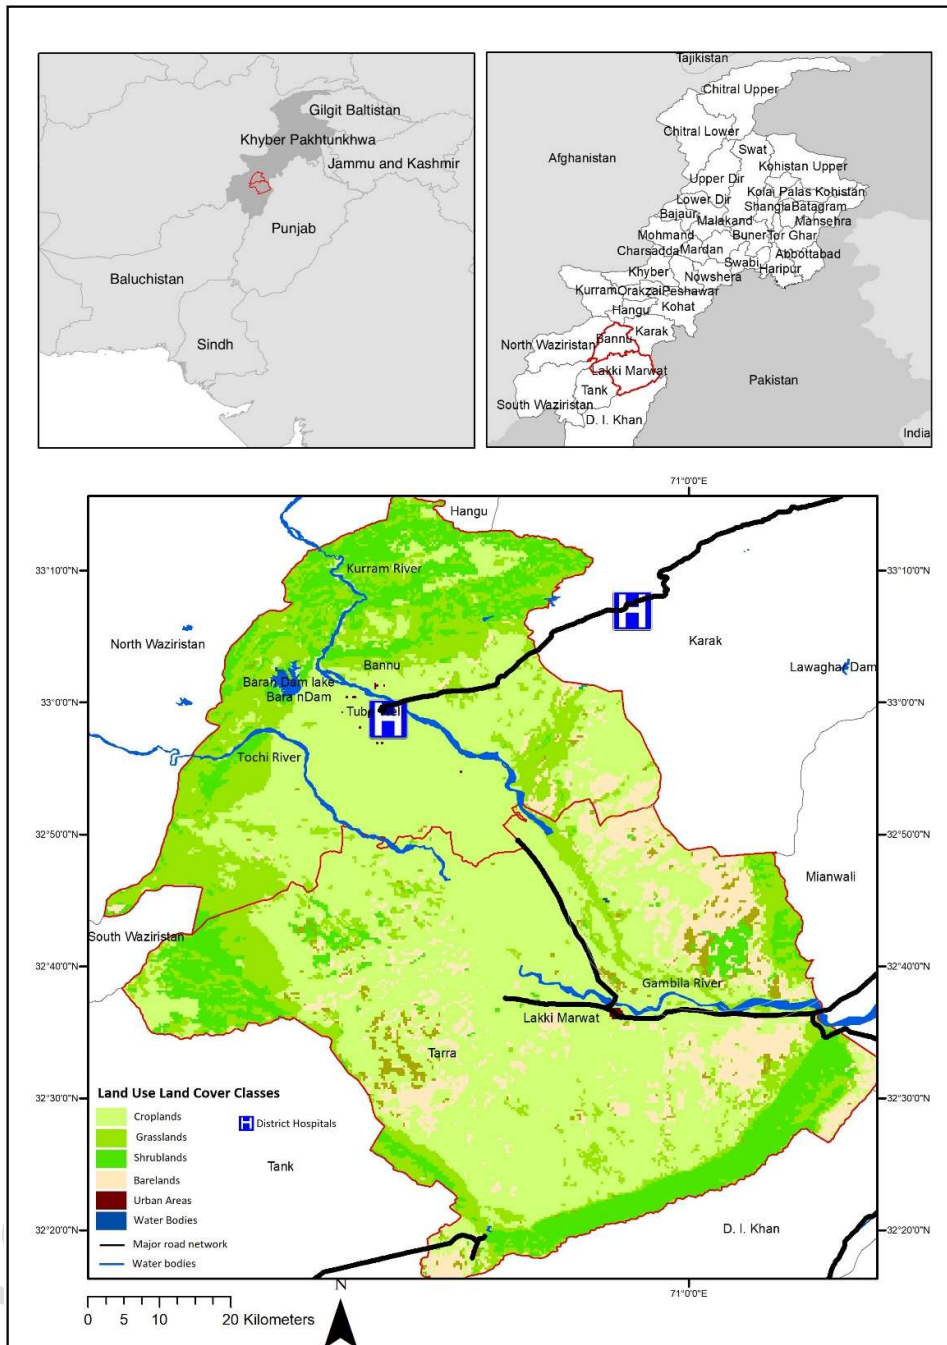 Gilgit Baltistan
Khyber Pakhtunkhwa
Jammu and Kashmir
Punjab
Baluchistan
Sindh
Tajikistan
Chitral Upper
Chitral Lower
Swat
Afghanistan
Kohistan Upper
Upper Dir
Kolai Palas Kohistan
Lower Dir
Shangla Batagram
Bajaur
Malakand
Mansehra
Mohmand
Buner Tor Ghar
Charsadda Mardan
Abbottabad
Swabi
Haripur
Khyber
Nowshera
Kurram Orakzai Peshawar
Hangu
Kohat
Karak
Bannu
North Waziristan
Lakki Marwat
Pakistan
Tank
South Waziristan
D. I. Khan
India
71°0'0"E
Hangu
33°10'0"N
Kurram River
33°10'0"N
H
North Waziristan
Karak
Bannu
Lawaghar Dam
Baran Dam lake
Bara nDam
33°0'0"N
33°0'0"N
H
Tochi River
32°50'0"N
32°50'0"N
Mianwali
South Waziristan
32°40'0"N
32°40'0"N
Gambila River
Lakki Marwat
Tarra
Land Use Land Cover Classes
32°30'0"N
32°30'0"N
Croplands
H District Hospitals
Grasslands
Shrublands
Tank
Barelands
Urban Areas
Water Bodies
D. I. Khan
32°20'0"N
32°20'0"N
Major road network
Water bodies
71°0'0"E
N
0 5 10 20 Kilometers